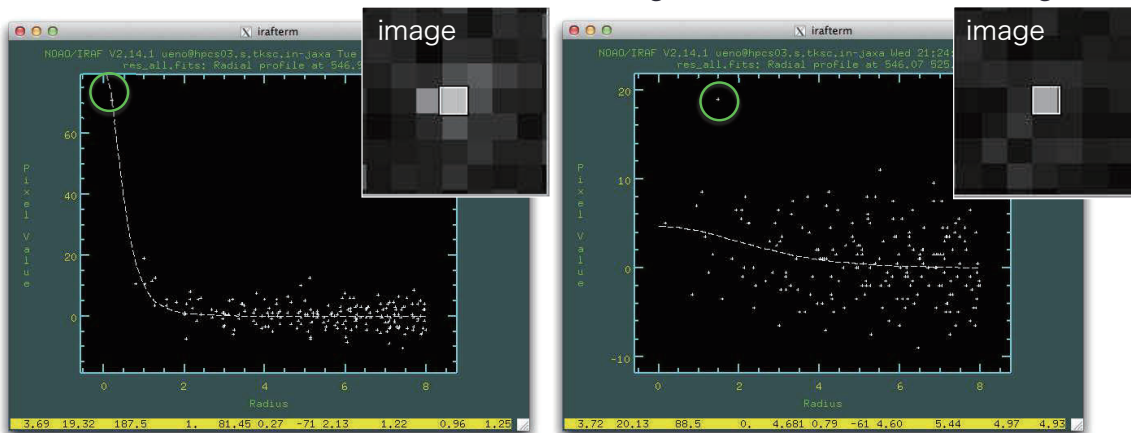 irafterm
image
NOAO/IRAF V2.14.1 ueno@hpcs03.s.tksc.in-jaxa Tue
res_all.fits: Radial profile at 546.9
60
40
20
0
Pixel Value
0 2 4 6 8
Radius
3.69 19.32 187.5 1. 81.45 0.27 -71 2.13 1.22 0.96 1.25
irafterm
image
NOAO/IRAF V2.14.1 ueno@hpcs03.s.tksc.in-jaxa Wed 21:24:
res_all.fits: Radial profile at 546.07 525.
20
10
0
-10
Pixel Value
0 2 4 6 8
Radius
3.72 20.13 88.5 0. 4.681 0.79 -61 4.60 5.44 4.97 4.93